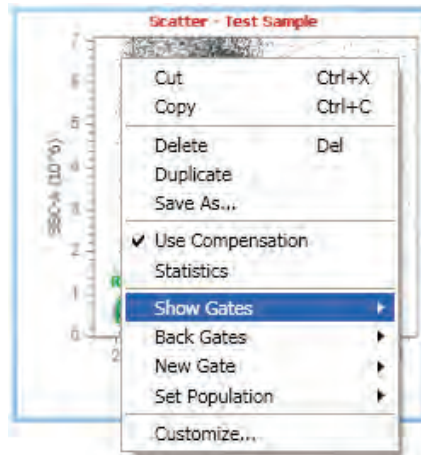 Scatter - Test Sample
7
6
5
4
3
2
1
0
SSC-A (10^6)
R
2
Cut Ctrl+X
Copy Ctrl+C
Delete Del
Duplicate
Save As...
✔ Use Compensation
Statistics
Show Gates
Back Gates
New Gate
Set Population
Customize...